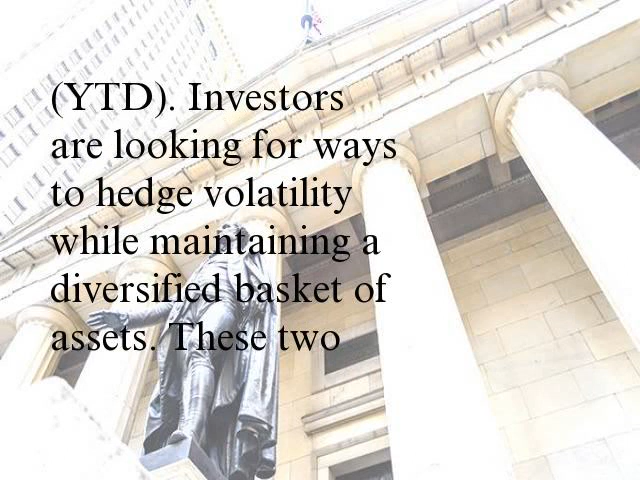 (YTD). Investors
are looking for ways
to hedge volatility
while maintaining a
diversified basket of
assets. These two